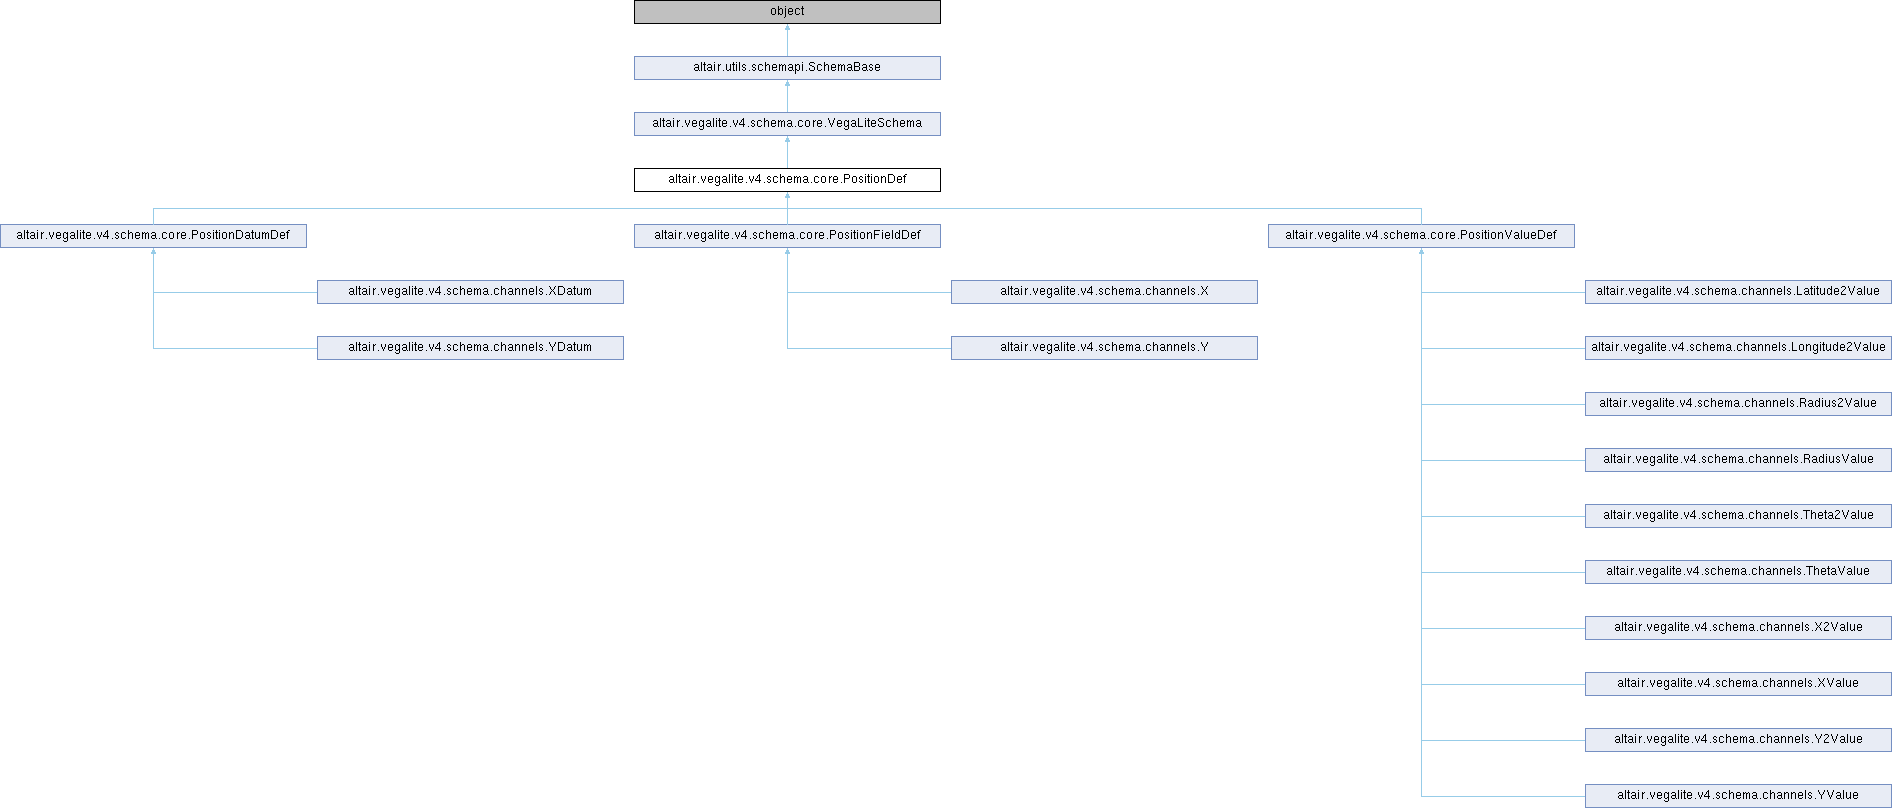 object
altair.utils.schemapi.SchemaBase
altair.vegalite.v4.schema.core.VegaLiteSchema
altair.vegalite.v4.schema.core.PositionDef
altair.vegalite.v4.schema.core.PositionDatumDef
altair.vegalite.v4.schema.core.PositionFieldDef
altair.vegalite.v4.schema.core.PositionValueDef
altair.vegalite.v4.schema.channels.XDatum
altair.vegalite.v4.schema.channels.X
altair.vegalite.v4.schema.channels.Latitude2Value
altair.vegalite.v4.schema.channels.YDatum
altair.vegalite.v4.schema.channels.Y
altair.vegalite.v4.schema.channels.Longitude2Value
altair.vegalite.v4.schema.channels.Radius2Value
altair.vegalite.v4.schema.channels.RadiusValue
altair.vegalite.v4.schema.channels.Theta2Value
altair.vegalite.v4.schema.channels.ThetaValue
altair.vegalite.v4.schema.channels.X2Value
altair.vegalite.v4.schema.channels.XValue
altair.vegalite.v4.schema.channels.Y2Value
altair.vegalite.v4.schema.channels.YValue